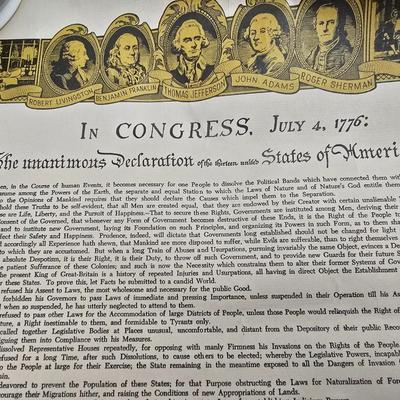 ROBERT LIVINGSTON
BENJAMIN FRANKLIN
THOMAS JEFFERSON
JOHN ADAMS
ROGER SHERMAN
IN CONGRESS, JULY 4, 1776:
The unanimous Declaration of the thirteen united States of Ameri
en, in the Course of human Events, it becomes necessary for one People to dissolve the Political Bands which have connected them with
sume among the Powers of the Earth, the separate and equal Station to which the Laws of Nature and of Nature's God entitle them
to the Opinions of Mankind requires that they should declare the Causes which impel them to the Separation.
hold these Truths to be self-evident, that all Men are created equal, that they are endowed by their Creator with certain unalienable
ese are Life, Liberty, and the Pursuit of Happiness—That to secure these Rights, Governments are instituted among Men, deriving their
Consent of the Governed, that whenever any Form of Government becomes destructive of these Ends, it is the Right of the People to
and to institute new Government, laying its Foundation on such Principles, and organizing its Powers in such Form, as to them
ffect their Safety and Happiness. Prudence, indeed, will dictate that Governments long established should not be changed for light
d accordingly all Experience hath shewn, that Mankind are more disposed to suffer, while Evils are sufferable, than to right themselves
to which they are accustomed. But when a long Train of Abuses and Usurpations, pursuing invariably the same Object, evinces a De
absolute Despotism, it is their Right, it is their Duty, to throw off such Government, and to provide new Guards for their future
e patient Sufferance of these Colonies; and such is now the Necessity which constrains them to alter their former Systems of Gov
the present King of Great-Britain is a history of repeated Injuries and Usurpations, all having in direct Object the Establishment
r these States. To prove this, let Facts be submitted to a candid World.
refused his Assent to Laws, the most wholesome and necessary for the public Good.
forbidden his Governors to pass Laws of immediate and pressing Importance, unless suspended in their Operation till his As
d when so suspended, he has utterly neglected to attend to them.
refused to pass other Laws for the Accommodation of large Districts of People, unless those People would relinquish the Right of
ture, a Right inestimable to them, and formidable to Tyrants only.
called together Legislative Bodies at Places unusual, uncomfortable, and distant from the Depository of their public Reco
iguing them into Compliance with his Measures.
dissolved Representative Houses repeatedly, for opposing with manly Firmness his Invasions on the Rights of the People.
efused for a long Time, after such Dissolutions, to cause others to be elected; whereby the Legislative Powers, incapable
to the People at large for their Exercise; the State remaining in the meantime exposed to all the Dangers of Invasion
in.
deavored to prevent the Population of these States; for that Purpose obstructing the Laws for Naturalization of For
ncourage their Migrations hither, and raising the Conditions of new Appropriations of Lands.